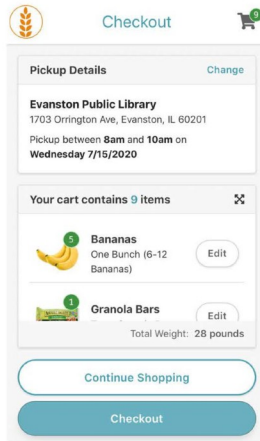 Checkout
9
Pickup Details
Change
Evanston Public Library
1703 Orrington Ave, Evanston, IL 60201
Pickup between 8am and 10am on
Wednesday 7/15/2020
Your cart contains 9 items
5
Bananas
One Bunch (6-12
Bananas)
Edit
1
Granola Bars
Edit
Total Weight: 28 pounds
Continue Shopping
Checkout